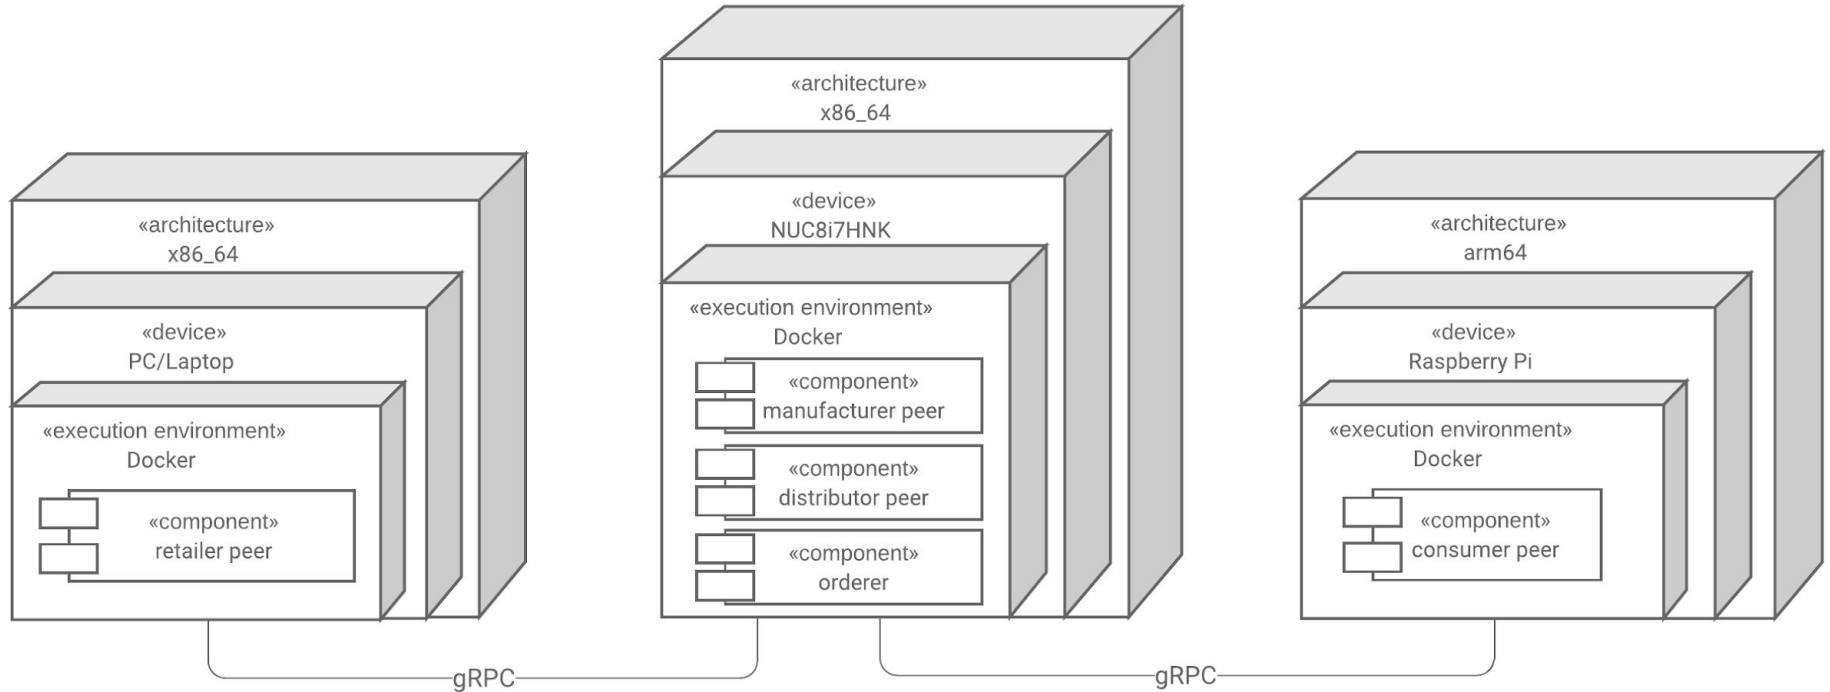 «architecture»
x86_64
«device»
PC/Laptop
«execution environment»
Docker
«component»
retailer peer
«architecture»
x86_64
«device»
NUC8i7HNK
«execution environment»
Docker
«component»
manufacturer peer
«component»
distributor peer
«component»
orderer
«architecture»
arm64
«device»
Raspberry Pi
«execution environment»
Docker
«component»
consumer peer
gRPC
gRPC